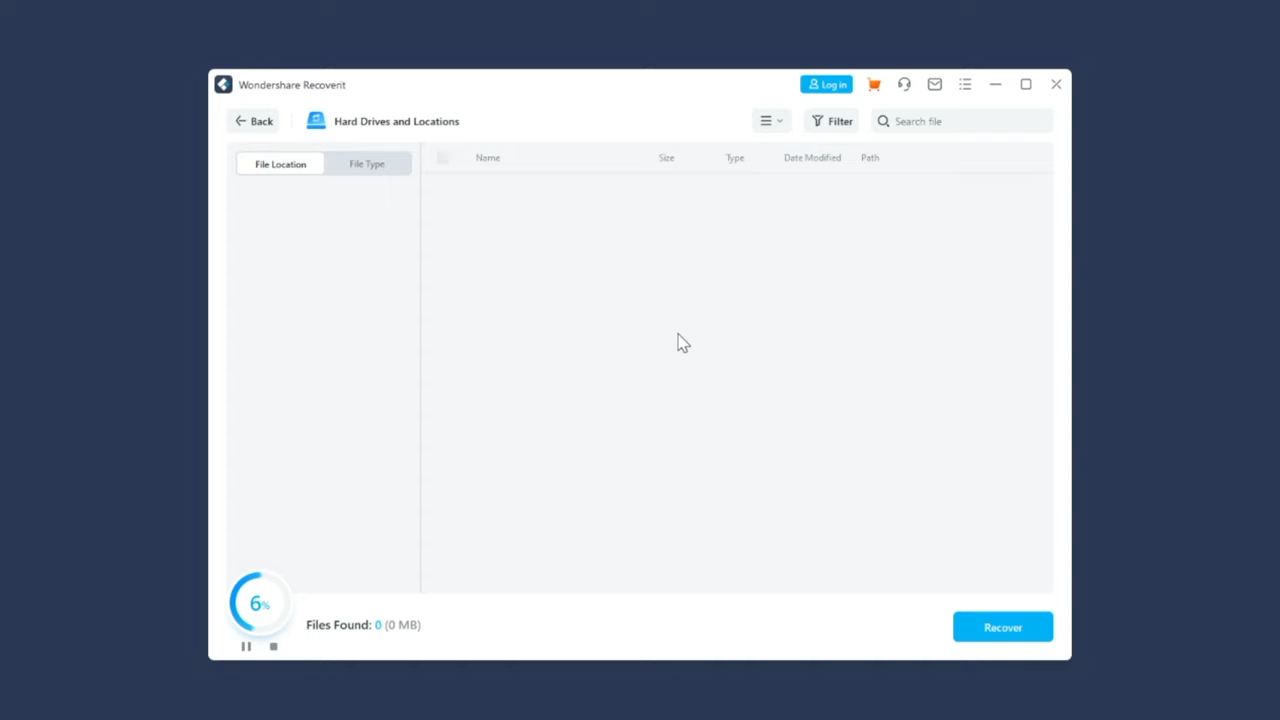 Wondershare Recoverit
Log in
Back
Hard Drives and Locations
Filter
Search file
File Location
File Type
Name
Size
Type
Date Modified
Path
6%
Files Found: 0 (0 MB)
Recover